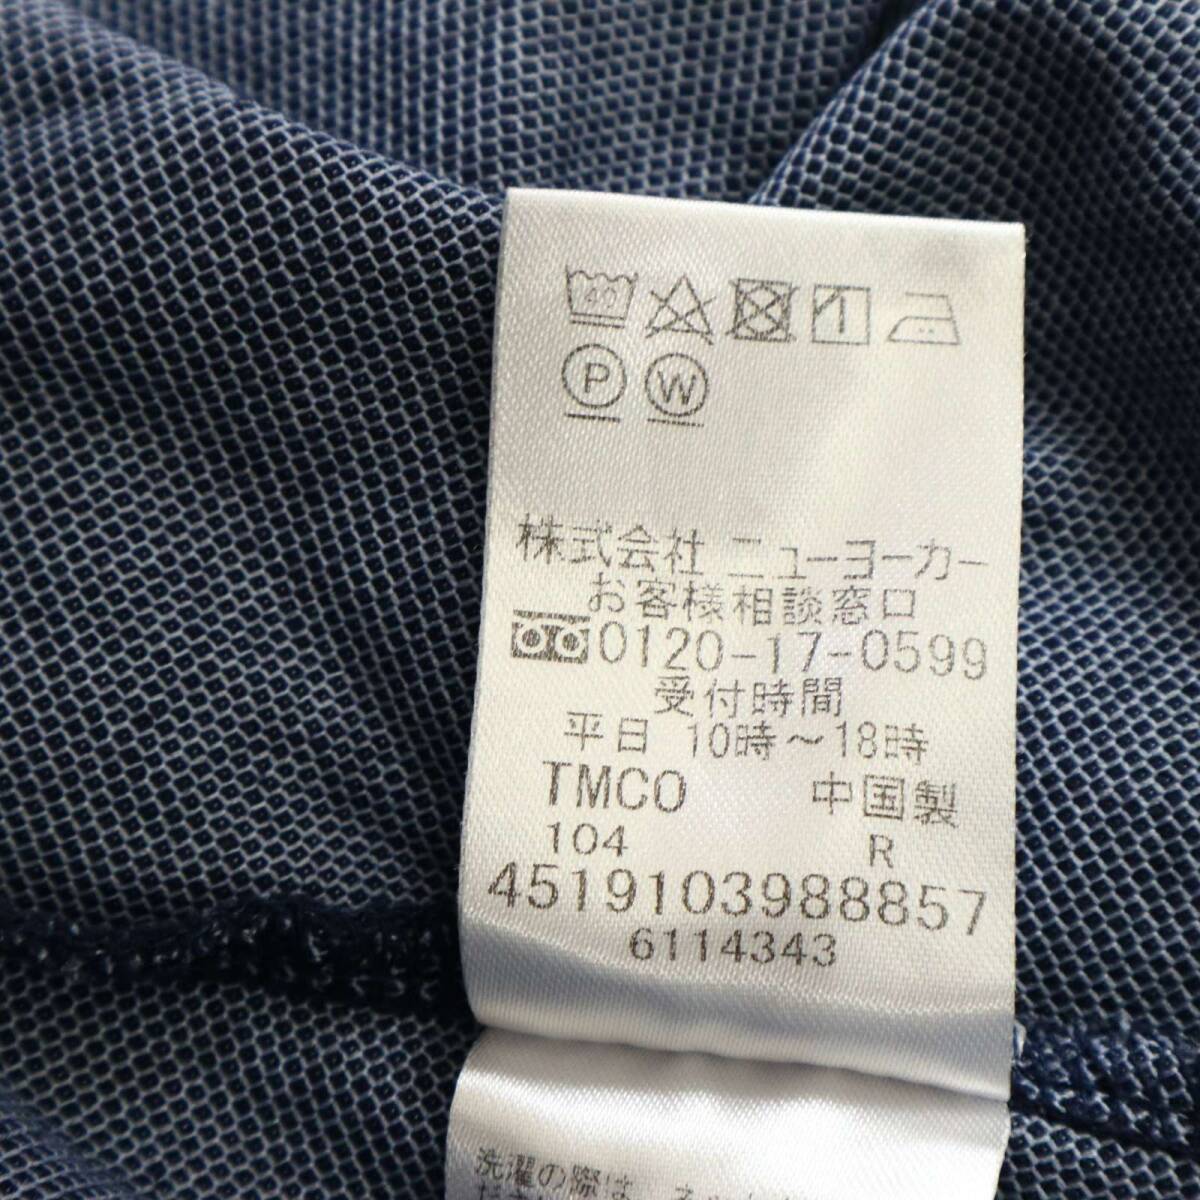 40
P W
株式会社 ニューヨーカー
お客様相談窓口
0120-17-0599
受付時間
平日 10時～18時
TMCO 中国製
104 R
4519103988857
6114343
洗濯の際は